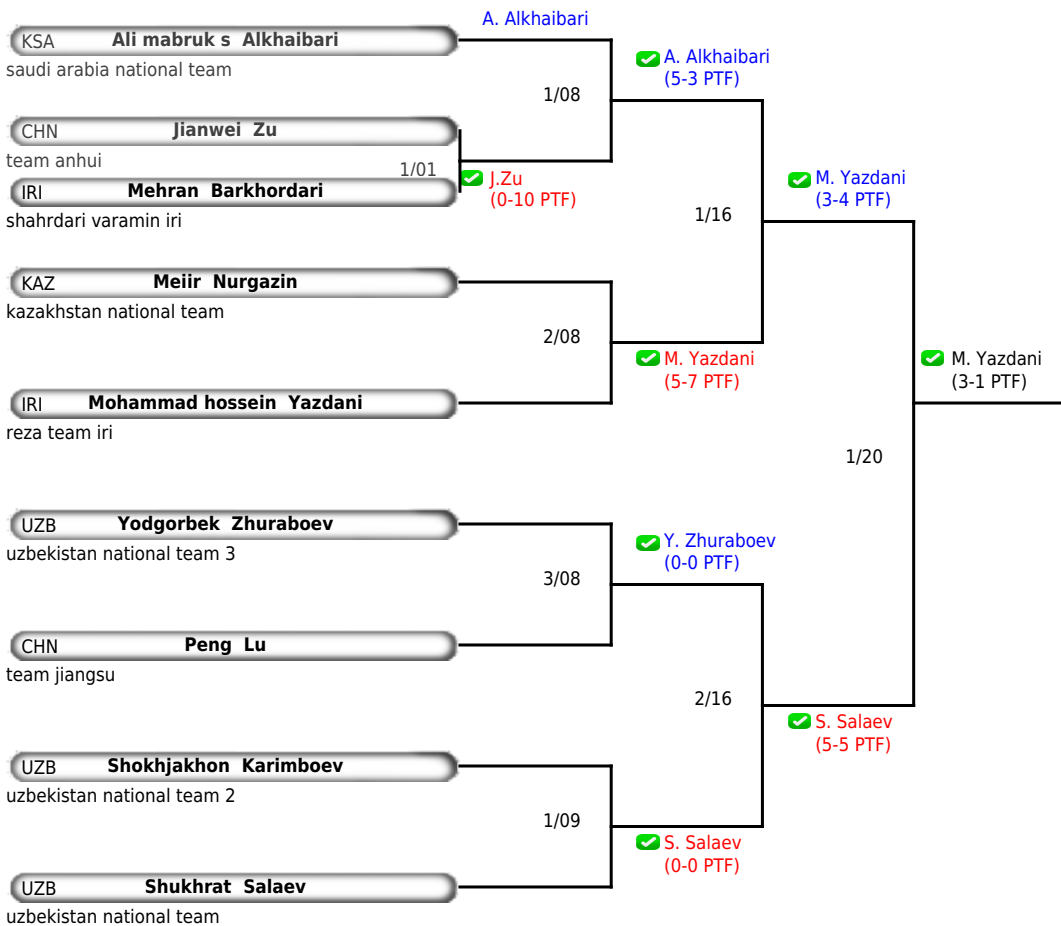 A. Alkhaibari
KSA Ali mabruk s Alkhaibari
saudi arabia national team
A. Alkhaibari
(5-3 PTF)
1/08
CHN Jianwei Zu
team anhui
1/01
J.Zu
(0-10 PTF)
IRI Mehran Barkhordari
shahrdari varamin iri
M. Yazdani
(3-4 PTF)
1/16
KAZ Meiir Nurgazin
kazakhstan national team
2/08
M. Yazdani
(5-7 PTF)
M. Yazdani
(3-1 PTF)
IRI Mohammad hossein Yazdani
reza team iri
1/20
UZB Yodgorbek Zhuraboev
uzbekistan national team 3
Y. Zhuraboev
(0-0 PTF)
3/08
CHN Peng Lu
team jiangsu
2/16
S. Salaev
(5-5 PTF)
UZB Shokhjakhon Karimboev
uzbekistan national team 2
1/09
S. Salaev
(0-0 PTF)
UZB Shukhrat Salaev
uzbekistan national team